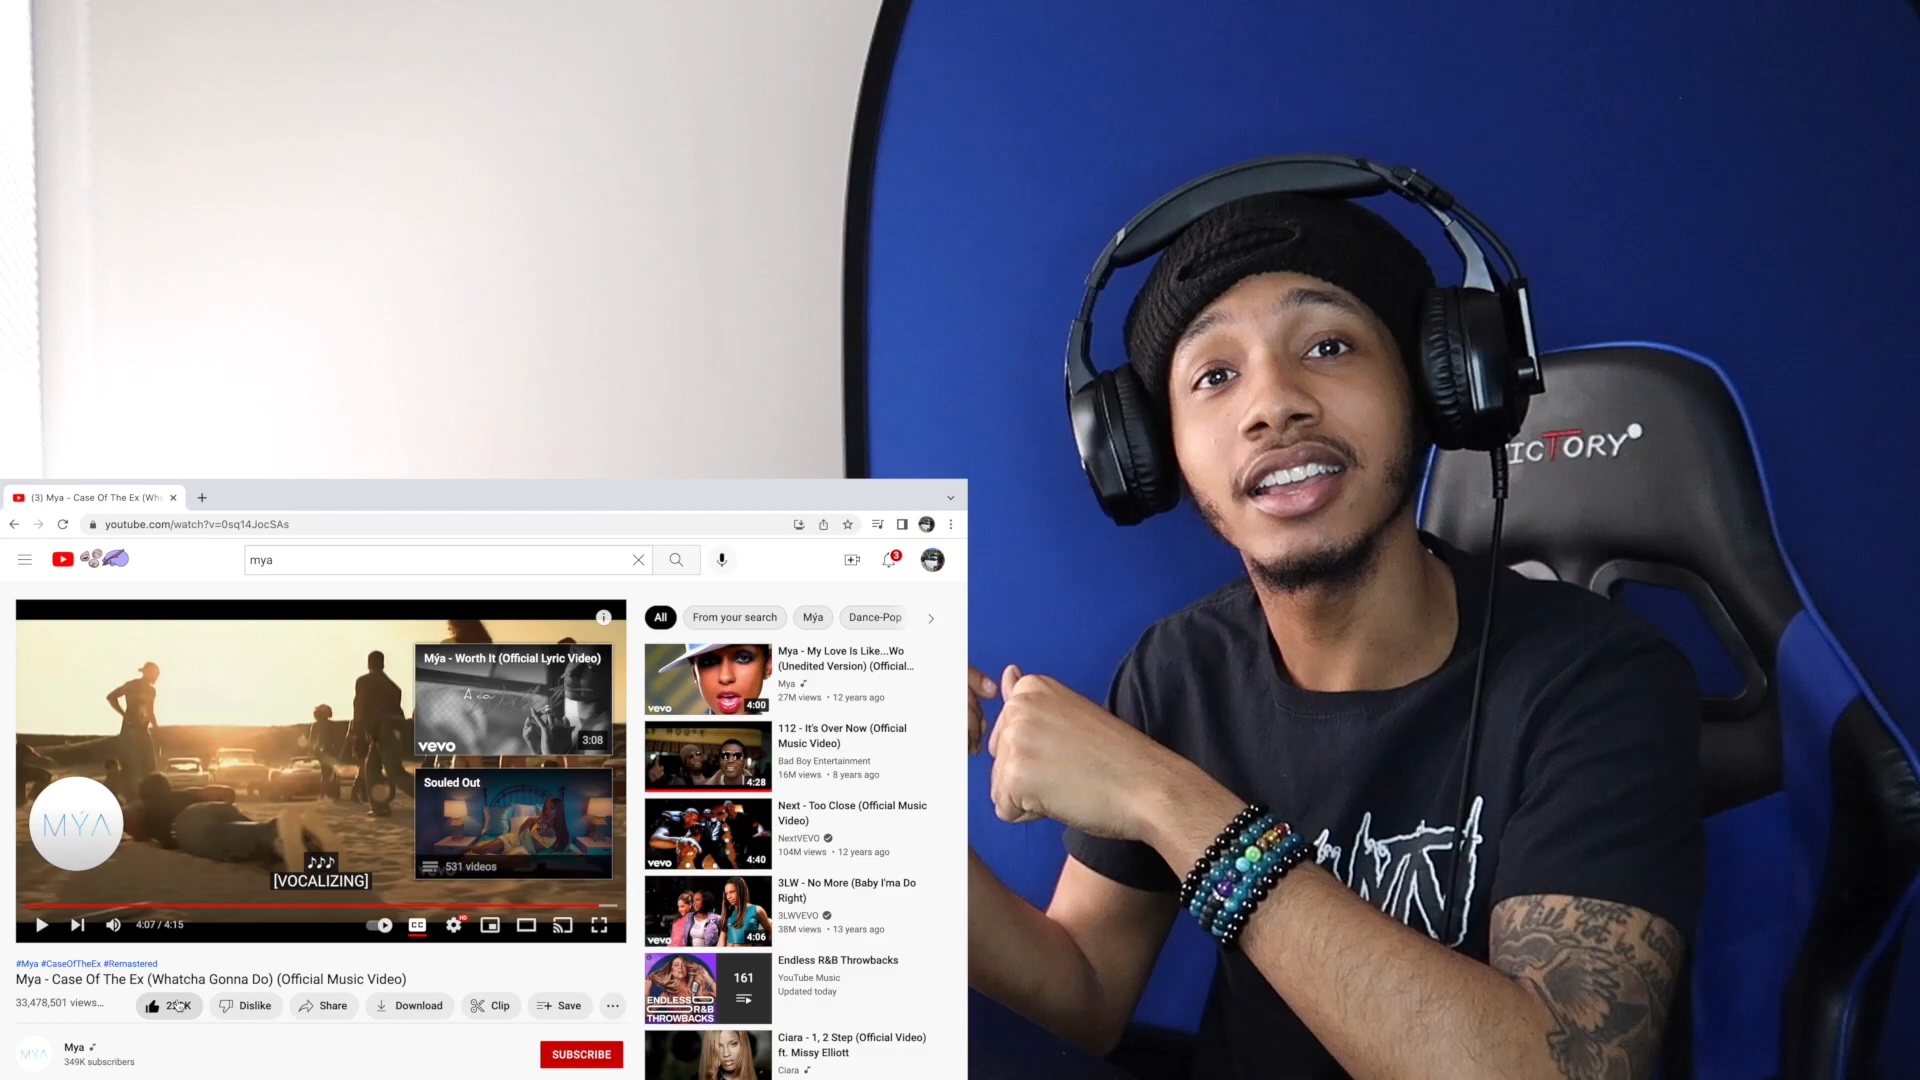 (3) Mya - Case Of The Ex (Wha
youtube.com/watch?v=0sq14JocSAs
mya
3
Mýa - Worth It (Official Lyric Video)
A cou
vevo
3:08
Souled Out
531 videos
MÝA
♪♪♪
[VOCALIZING]
4:07 / 4:15
CC
HD
#Mya #CaseOfTheEx #Remastered
Mya - Case Of The Ex (Whatcha Gonna Do) (Official Music Video)
33,478,501 views...
Dislike
Share
Download
Clip
Save
MÝA
Mya ♪
349K subscribers
SUBSCRIBE
All
From your search
Mýa
Dance-Pop
vevo
4:00
Mya - My Love Is Like...Wo
(Unedited Version) (Official...
Mya ♪
27M views • 12 years ago
4:28
112 - It's Over Now (Official
Music Video)
Bad Boy Entertainment
16M views • 8 years ago
vevo
4:40
Next - Too Close (Official Music
Video)
NextVEVO
104M views • 12 years ago
vevo
4:06
3LW - No More (Baby I'ma Do
Right)
3LWVEVO
38M views • 13 years ago
ENDLESS
R&B
THROWBACKS
161
Endless R&B Throwbacks
YouTube Music
Updated today
Ciara - 1, 2 Step (Official Video)
ft. Missy Elliott
Ciara ♪
ICTORY